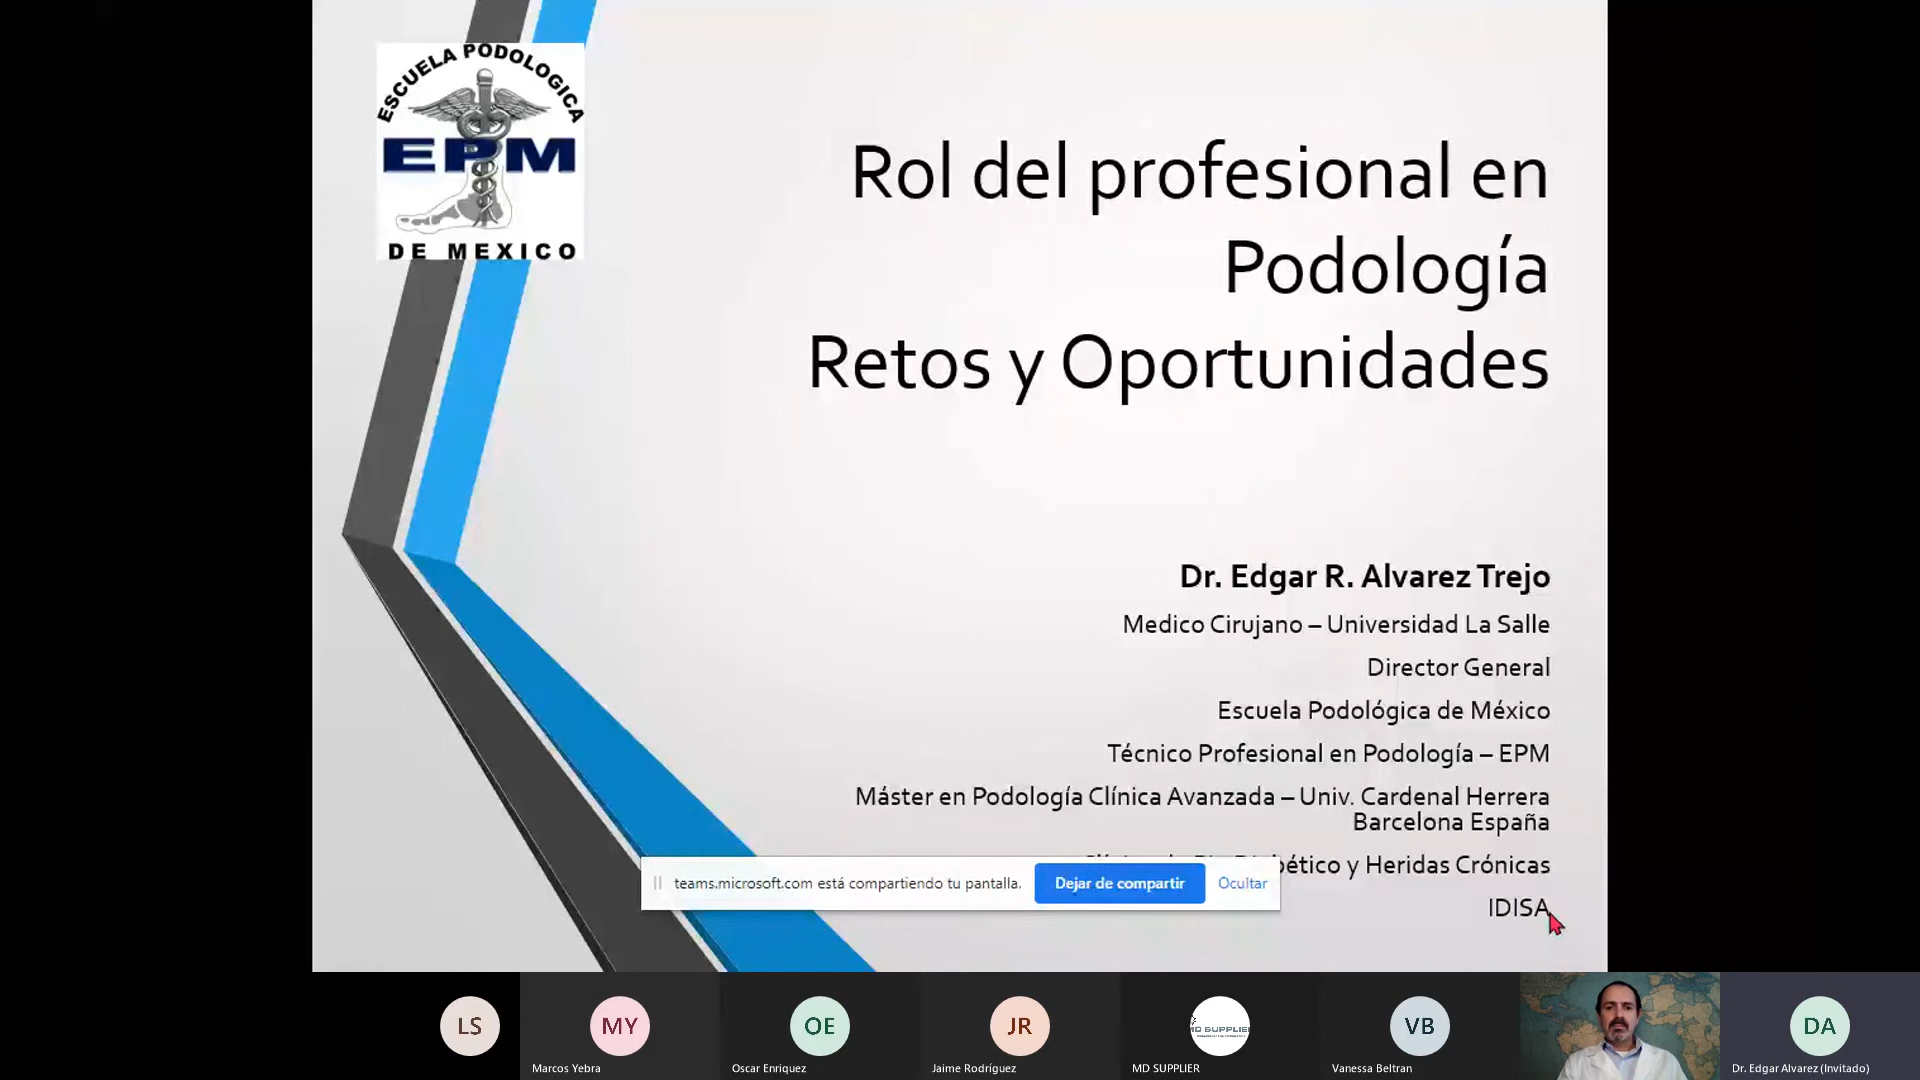 ESCUELA PODOLOGICA
EPM
DE MEXICO
Rol del profesional en
Podología
Retos y Oportunidades
Dr. Edgar R. Alvarez Trejo
Medico Cirujano – Universidad La Salle
Director General
Escuela Podológica de México
Técnico Profesional en Podología – EPM
Máster en Podología Clínica Avanzada – Univ. Cardenal Herrera
Barcelona España
y Heridas Crónicas
teams.microsoft.com está compartiendo tu pantalla.
Dejar de compartir
Ocultar
IDISA
LS
MY
OE
JR
MD SUPPLIER
VB
DA
Marcos Yebra
Oscar Enriquez
Jaime Rodríguez
MD SUPPLIER
Vanessa Beltran
Dr. Edgar Alvarez (Invitado)